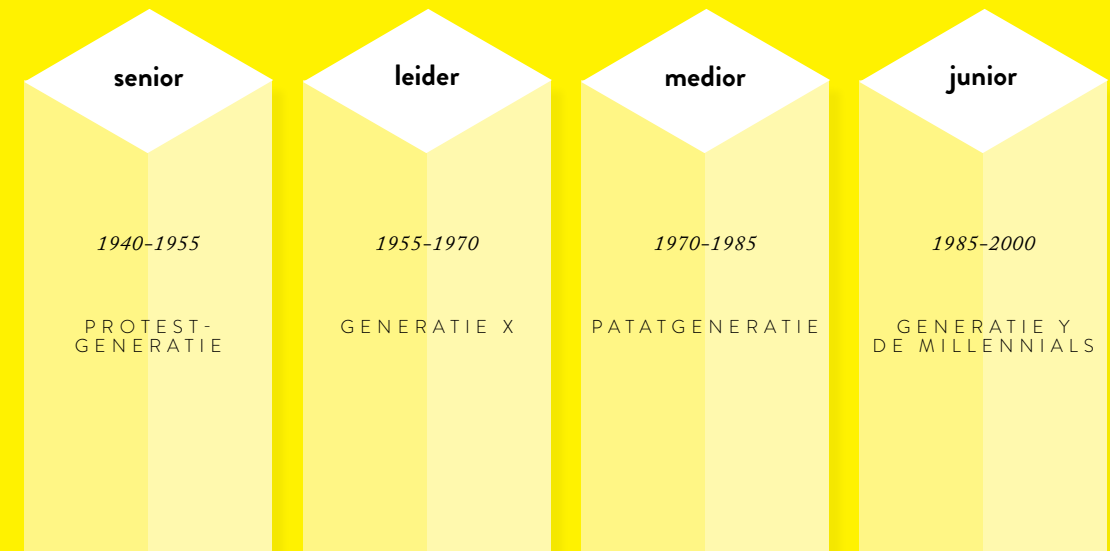 senior
1940–1955
PROTEST-
GENERATIE
leider
1955–1970
GENERATIE X
medior
1970–1985
PATATGENERATIE
junior
1985–2000
GENERATIE Y
DE MILLENNIALS